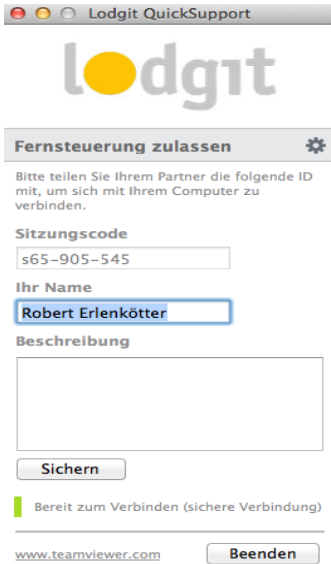 Lodgit QuickSupport
lodgit
Fernsteuerung zulassen
Bitte teilen Sie Ihrem Partner die folgende ID
mit, um sich mit Ihrem Computer zu
verbinden.
Sitzungscode
s65-905-545
Ihr Name
Robert Erlenkötter
Beschreibung
Sichern
Bereit zum Verbinden (sichere Verbindung)
www.teamviewer.com
Beenden